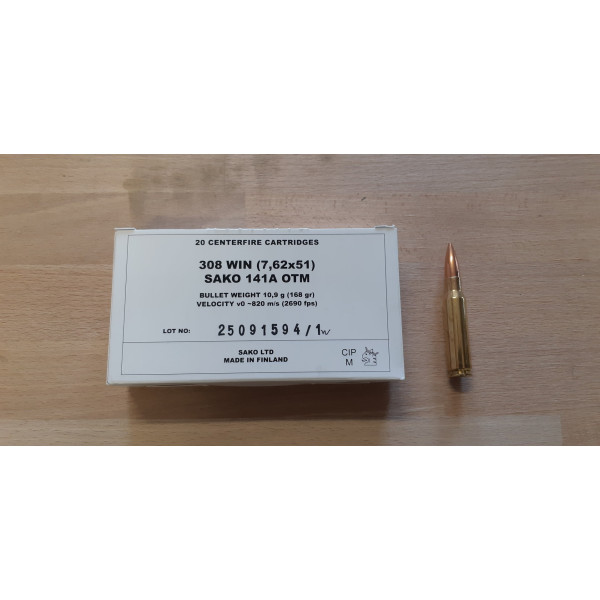 20 CENTERFIRE CARTRIDGES
308 WIN (7,62x51)
SAKO 141A OTM
BULLET WEIGHT 10,9 g (168 gr)
VELOCITY v0 ~820 m/s (2690 fps)
LOT NO: 25091594/1w
SAKO LTD
MADE IN FINLAND
CIP
M